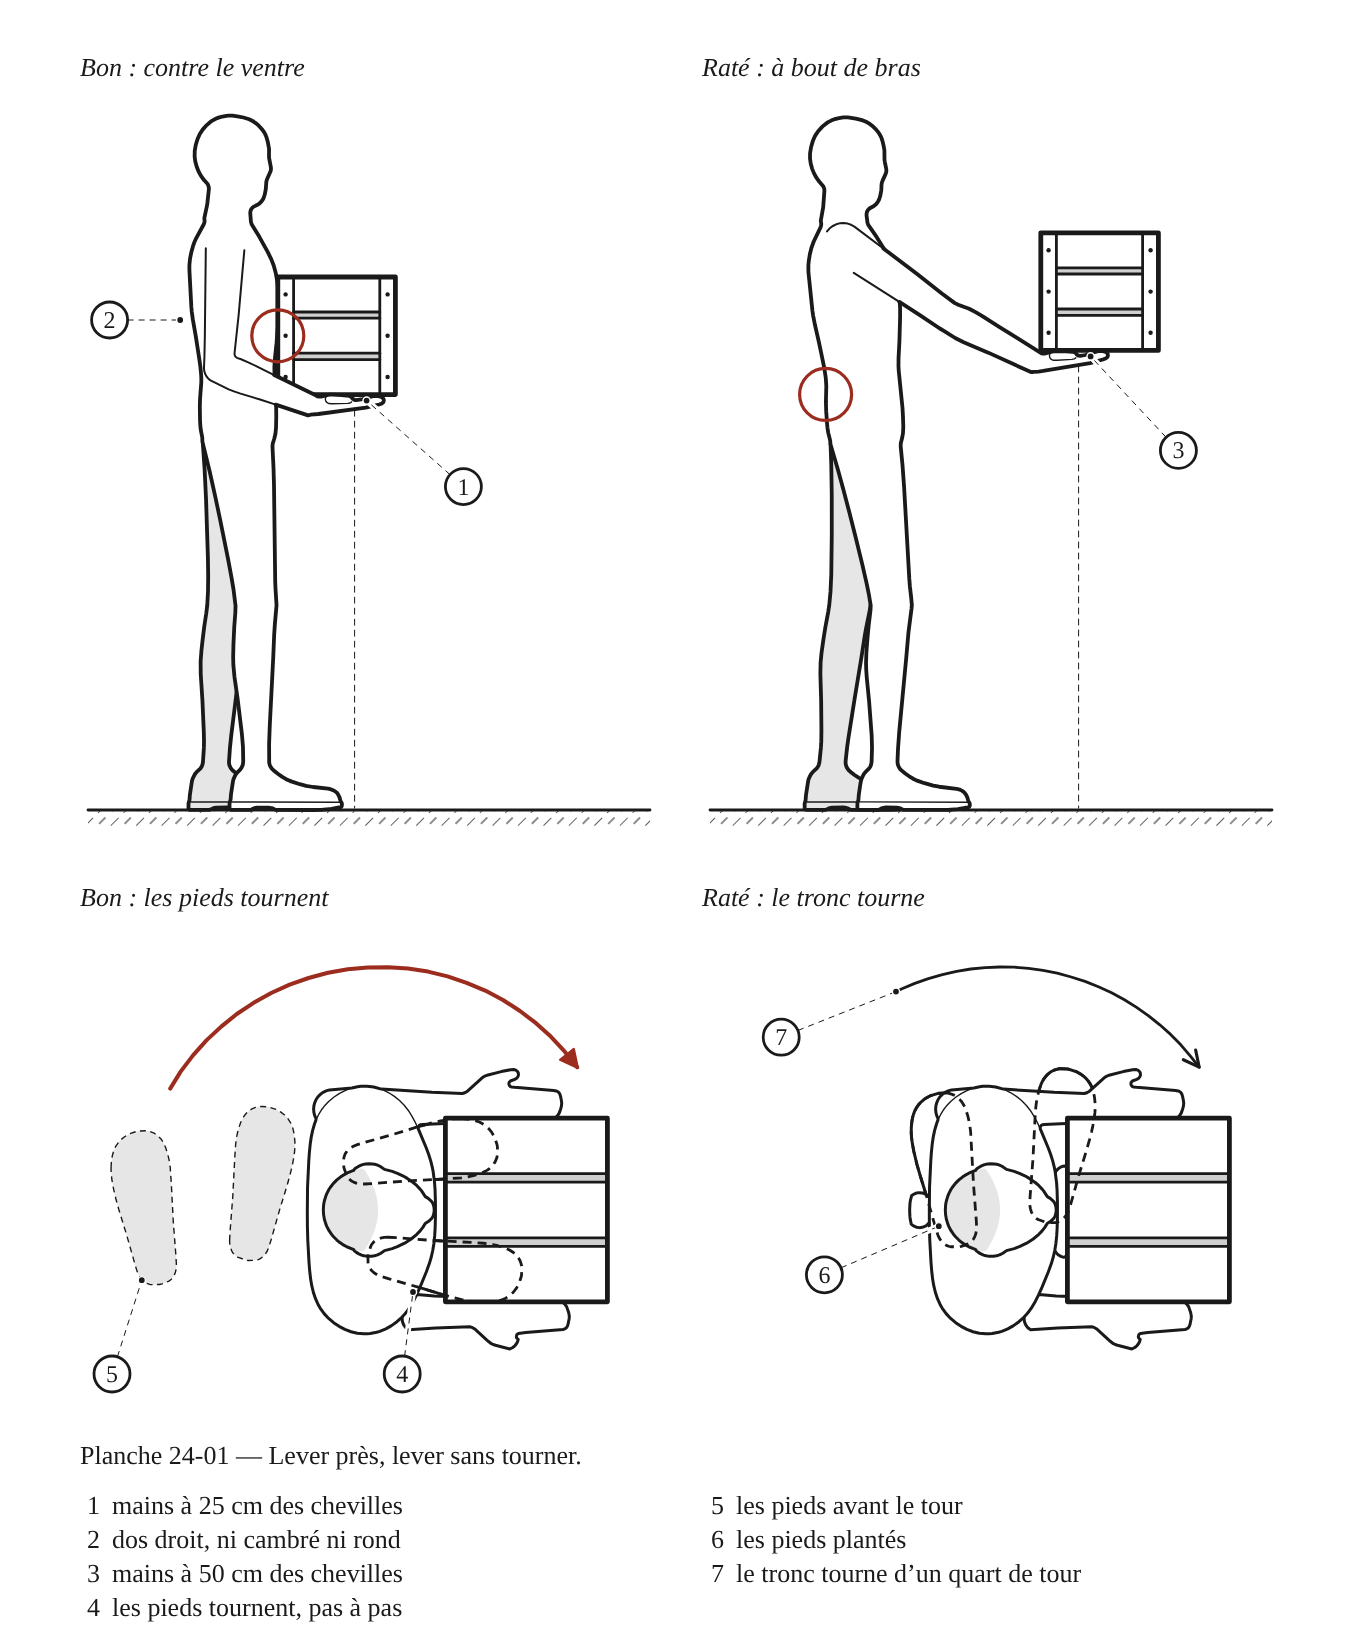 Bon : contre le ventre
Raté : à bout de bras
2
1
3
Bon : les pieds tournent
Raté : le tronc tourne
7
6
5
4
Planche 24-01 — Lever près, lever sans tourner.
1 mains à 25 cm des chevilles
2 dos droit, ni cambré ni rond
3 mains à 50 cm des chevilles
4 les pieds tournent, pas à pas
5 les pieds avant le tour
6 les pieds plantés
7 le tronc tourne d’un quart de tour